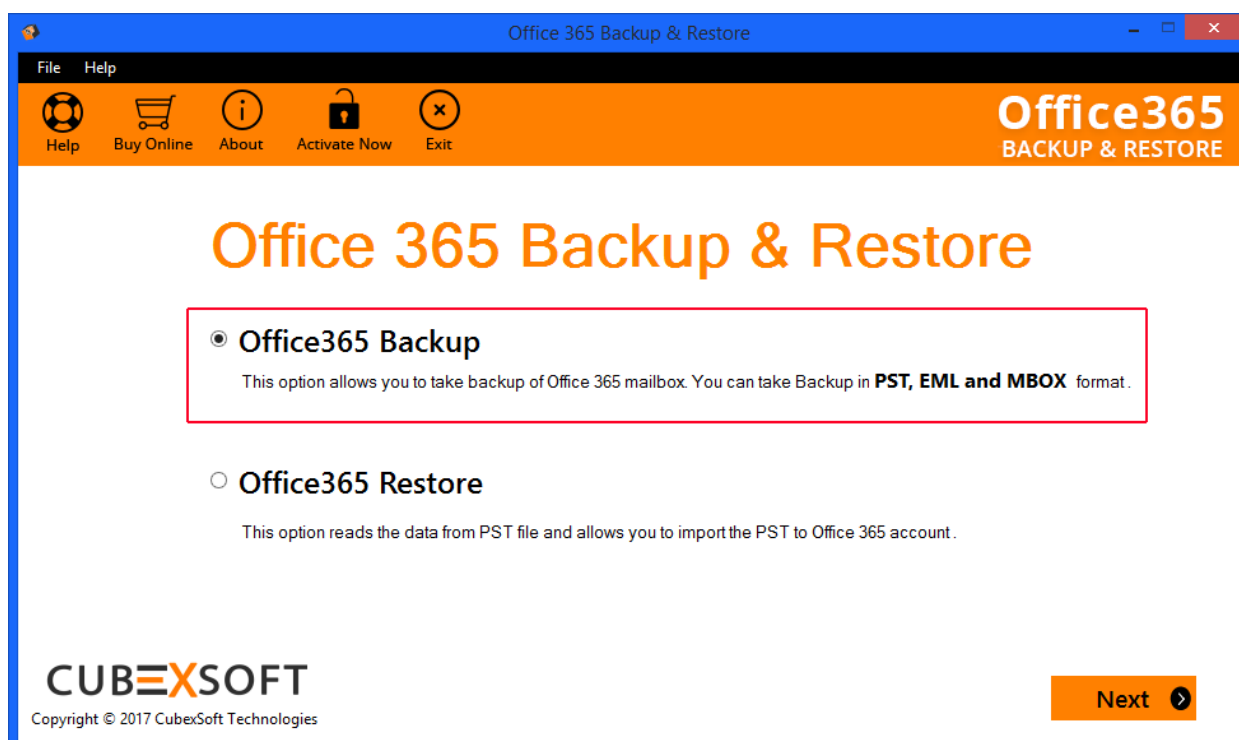 Office 365 Backup & Restore
File Help
Help Buy Online About Activate Now Exit
Office365
BACKUP & RESTORE
Office 365 Backup & Restore
Office365 Backup
This option allows you to take backup of Office 365 mailbox. You can take Backup in PST, EML and MBOX format.
Office365 Restore
This option reads the data from PST file and allows you to import the PST to Office 365 account.
CUBEXSOFT
Copyright © 2017 CubexSoft Technologies
Next